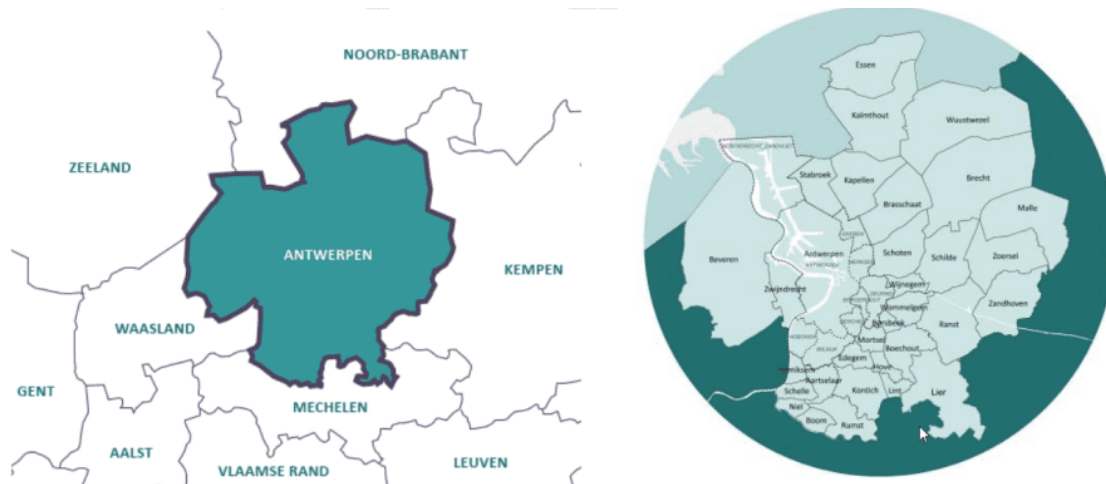 NOORD-BRABANT
ZEELAND
ANTWERPEN
KEMPEN
WAASLAND
GENT
MECHELEN
AALST
VLAAMSE RAND
LEUVEN
Essen
Kalmthout
Wuustwezel
Stabroek
Kapellen
Brecht
Brasschaat
Malle
Beveren
Antwerpen
Schoten
Schilde
Zoersel
Zwijndrecht
Wijnegem
Zandhoven
Wommelgem
Borsbeek
Ranst
Mortsel
Boechout
Edegem
Hove
Hemiksem
Aartselaar
Schelle
Kontich
Lint
Lier
Niel
Boom
Rumst